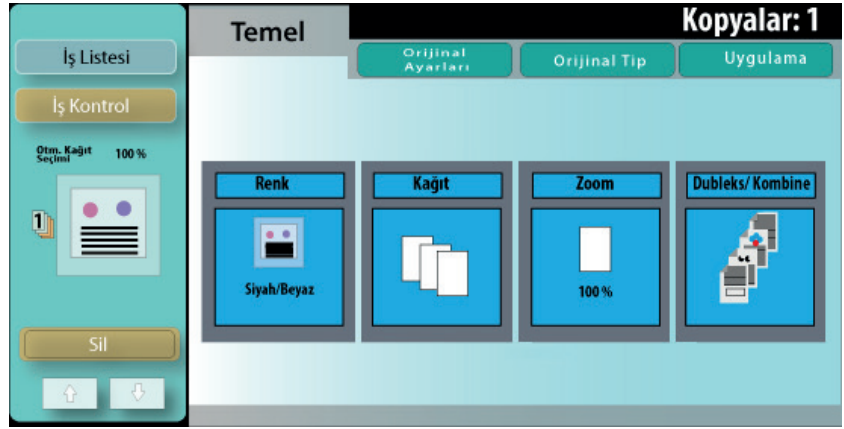 Temel
Kopyalar: 1
İş Listesi
Orijinal
Ayarları
Orijinal Tip
Uygulama
İş Kontrol
Otm. Kağıt
Seçimi
100 %
1
Renk
Kağıt
Zoom
Dubleks/ Kombine
Siyah/Beyaz
100 %
Sil